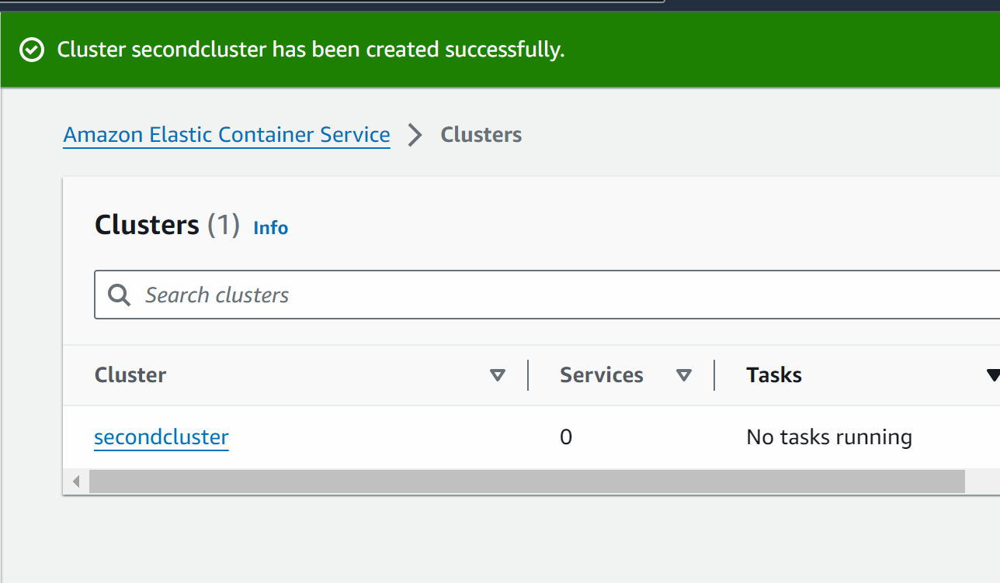 Cluster secondcluster has been created successfully.
Amazon Elastic Container Service Clusters
Clusters (1) Info
Search clusters
Cluster Services Tasks
secondcluster 0 No tasks running